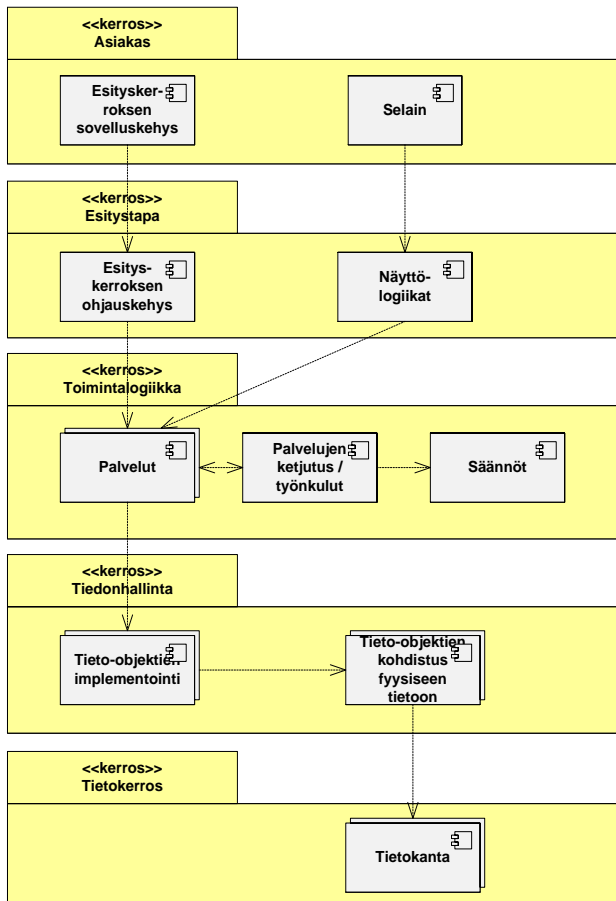 <<kerros>>
Asiakas
Esitysker-
roksen
sovelluskehys
Selain
<<kerros>>
Esitystapa
Esitys-
kerroksen
ohjauskehys
Näyttö-
logiikat
<<kerros>>
Toimintalogiikka
Palvelut
Palvelujen
ketjutus /
työnkulut
Säännöt
<<kerros>>
Tiedonhallinta
Tieto-objektien
implementointi
Tieto-objektien
kohdistus
fyysiseen
tietoon
<<kerros>>
Tietokerros
Tietokanta